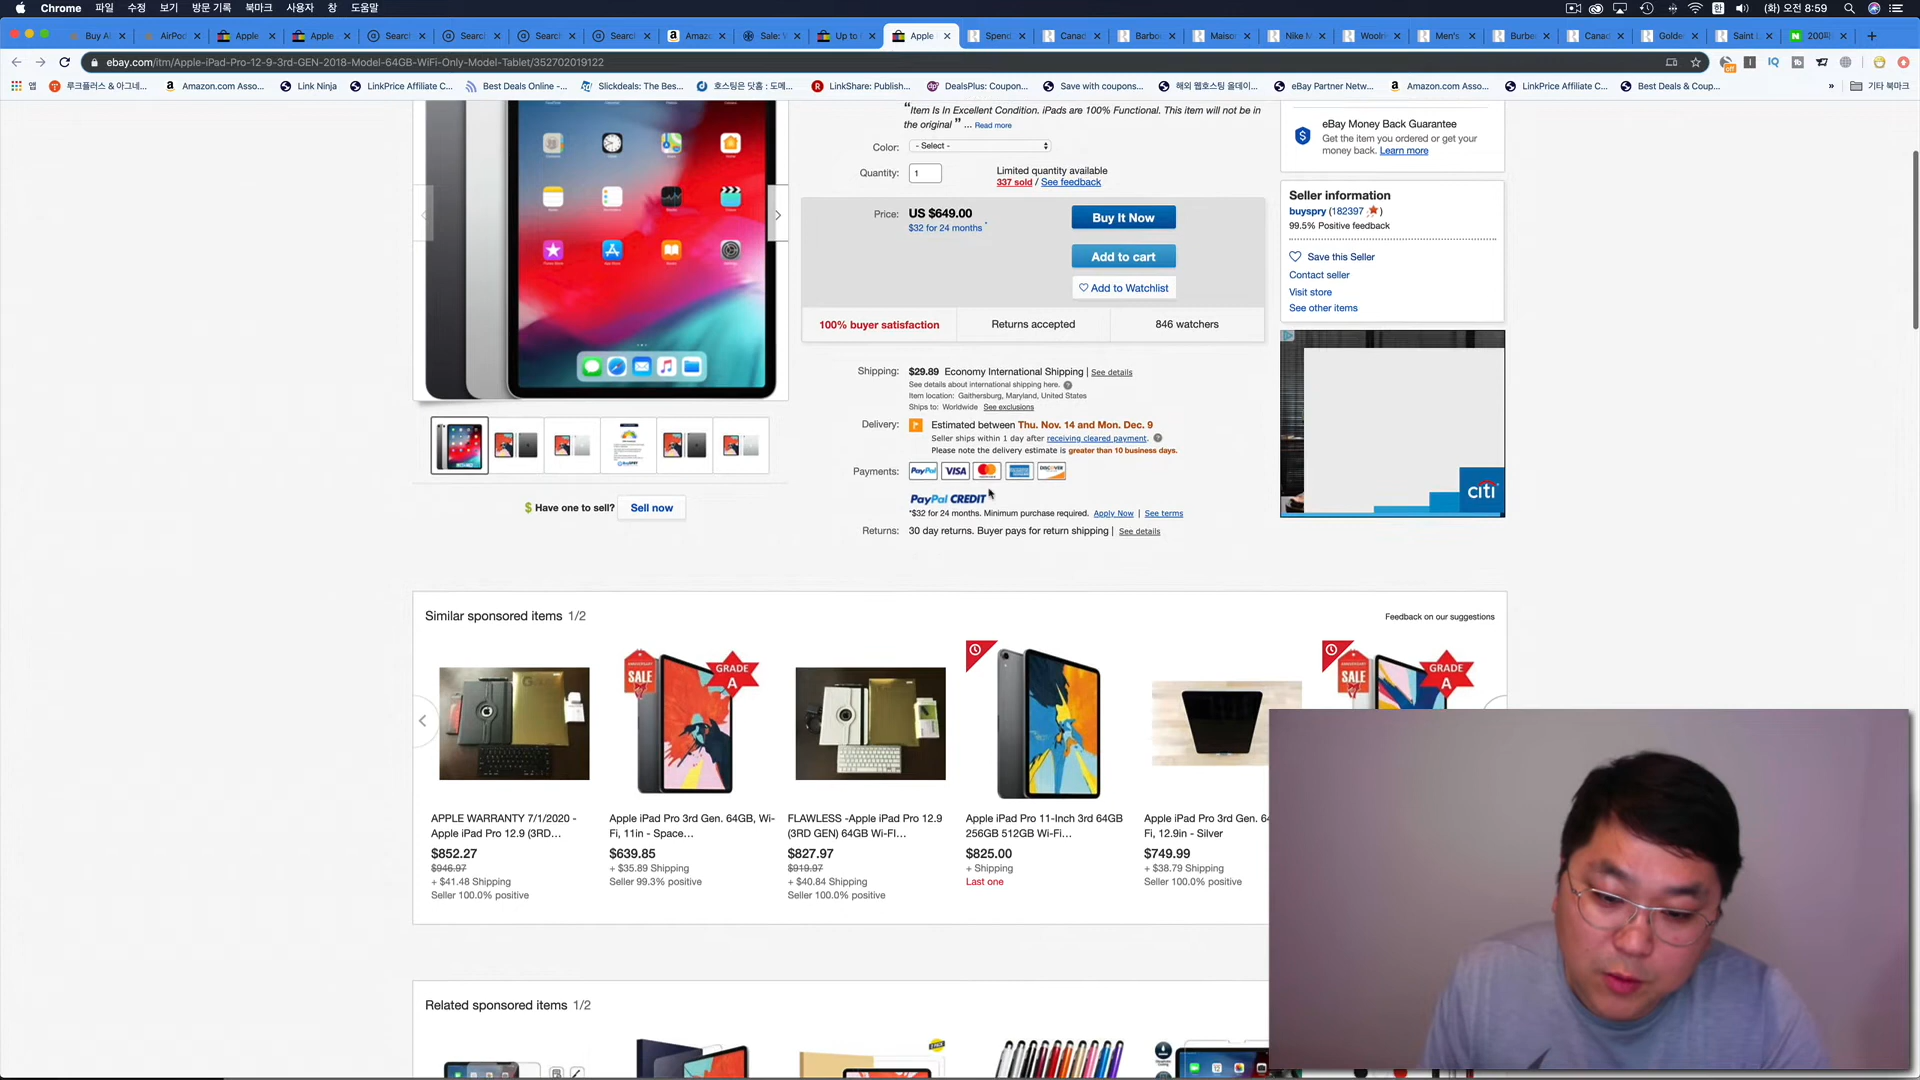 Chrome 파일 수정 보기 방문 기록 북마크 사용자 창 도움말 한 (화) 오전 8:59
Buy A AirPod Apple Apple Search Search Search Search Amazo Sale: W Up to Apple Spend Canad Barbo Maison Nike M Woolr Men's Burber Canad Golde Saint L 200파
ebay.com/itm/Apple-iPad-Pro-12-9-3rd-GEN-2018-Model-64GB-WiFi-Only-Model-Tablet/352702019122
앱 루크플러스 & 아그네... Amazon.com Asso... Link Ninja LinkPrice Affiliate C... Best Deals Online -... Slickdeals: The Bes... 호스팅은 닷홈 : 도메... LinkShare: Publish... DealsPlus: Coupon... Save with coupons... 해외 웹호스팅 올데이... eBay Partner Netw... Amazon.com Asso... LinkPrice Affiliate C... Best Deals & Coup... » 기타 북마크
"Item Is In Excellent Condition. iPads are 100% Functional. This item will not be in
the original " ... Read more
Color: - Select -
Quantity: 1 Limited quantity available
337 sold / See feedback
Price: US $649.00
$32 for 24 months
Buy It Now
Add to cart
Add to Watchlist
100% buyer satisfaction Returns accepted 846 watchers
Shipping: $29.89 Economy International Shipping | See details
See details about international shipping here.
Item location: Gaithersburg, Maryland, United States
Ships to: Worldwide See exclusions
Delivery: Estimated between Thu. Nov. 14 and Mon. Dec. 9
Seller ships within 1 day after receiving cleared payment.
Please note the delivery estimate is greater than 10 business days.
Payments: PayPal VISA DISCOVER
PayPal CREDIT
*$32 for 24 months. Minimum purchase required. Apply Now | See terms
Returns: 30 day returns. Buyer pays for return shipping | See details
eBay Money Back Guarantee
Get the item you ordered or get your
money back. Learn more
Seller information
buyspry (182397 )
99.5% Positive feedback
Save this Seller
Contact seller
Visit store
See other items
citi
$ Have one to sell? Sell now
Similar sponsored items 1/2
Feedback on our suggestions
SALE GRADE A
SALE GRADE A
APPLE WARRANTY 7/1/2020 -
Apple iPad Pro 12.9 (3RD...
$852.27
$946.97
+ $41.48 Shipping
Seller 100.0% positive
Apple iPad Pro 3rd Gen. 64GB, Wi-
Fi, 11in - Space...
$639.85
+ $35.89 Shipping
Seller 99.3% positive
FLAWLESS -Apple iPad Pro 12.9
(3RD GEN) 64GB Wi-FI...
$827.97
$919.97
+ $40.84 Shipping
Seller 100.0% positive
Apple iPad Pro 11-Inch 3rd 64GB
256GB 512GB Wi-Fi...
$825.00
+ Shipping
Last one
Apple iPad Pro 3rd Gen. 64
Fi, 12.9in - Silver
$749.99
+ $38.79 Shipping
Seller 100.0% positive
Related sponsored items 1/2